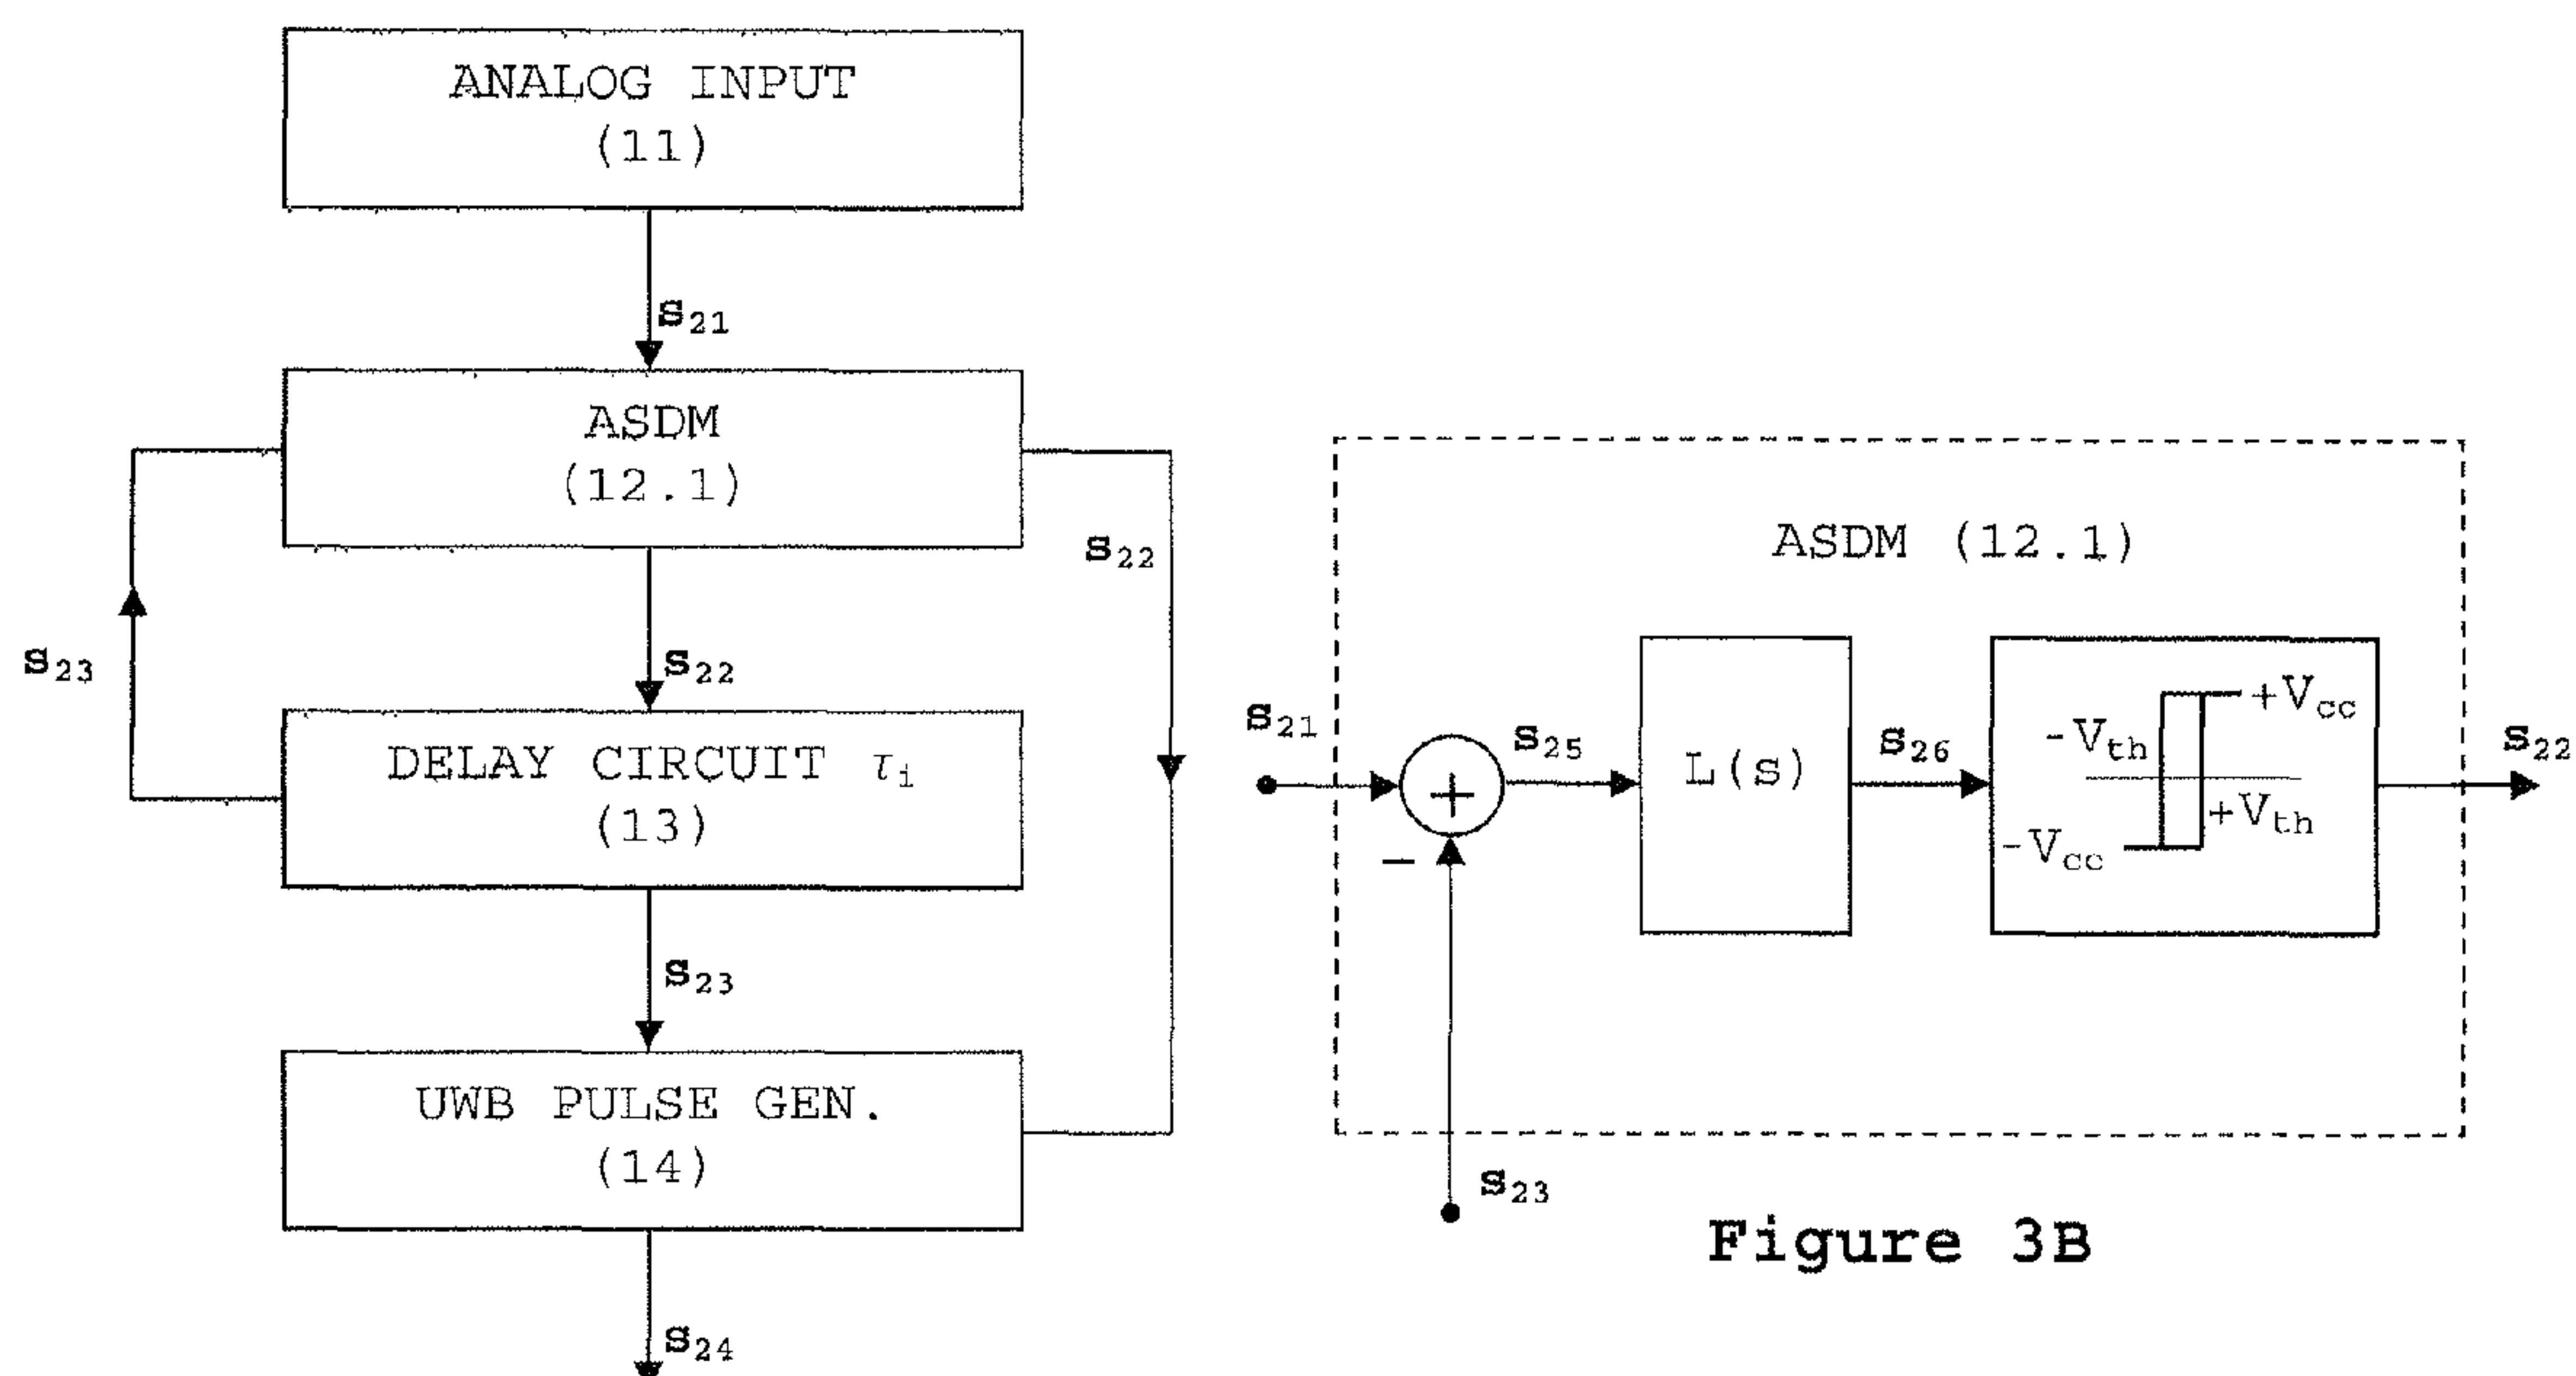 ANALOG INPUT
(11)
s21
ASDM
(12.1)
s22
s22
s23
DELAY CIRCUIT τi
(13)
s23
UWB PULSE GEN.
(14)
s24
ASDM (12.1)
s21
+
−
s25
L(s)
s26
+Vcc
-Vth
+Vth
-Vcc
s22
s23
Figure 3B